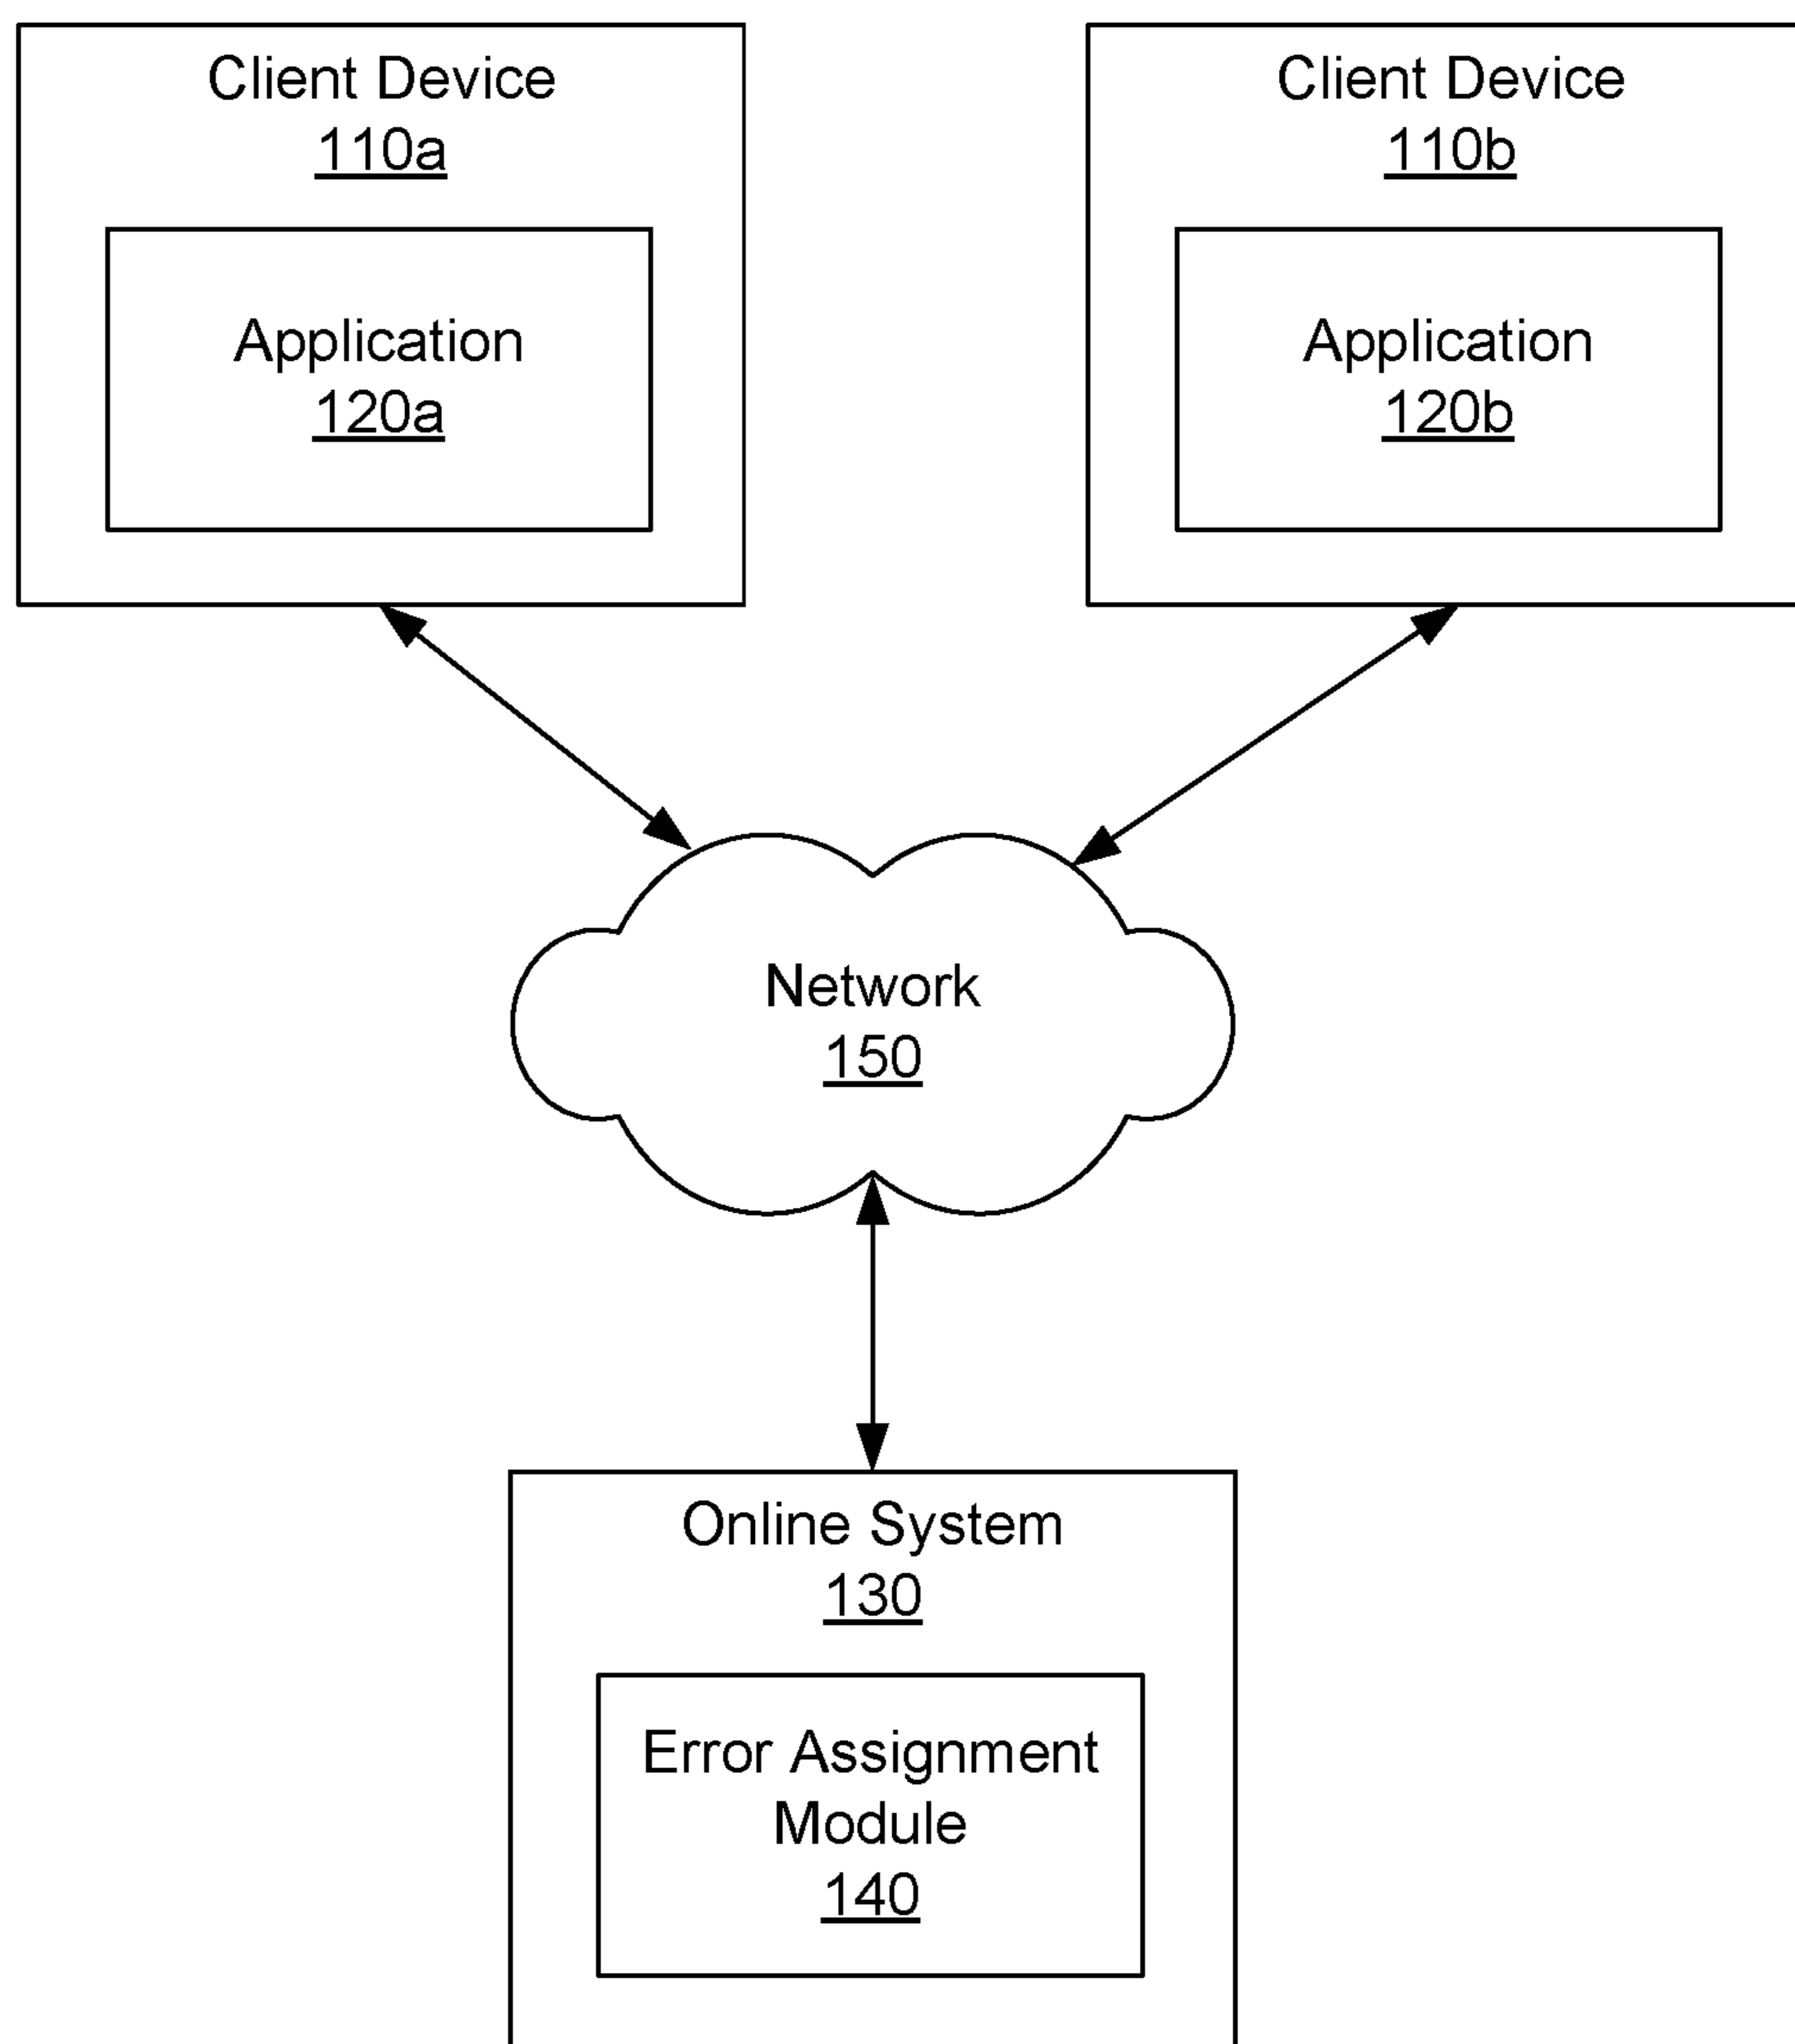 Client Device
110a
Application
120a
Client Device
110b
Application
120b
Network
150
Online System
130
Error Assignment
Module
140